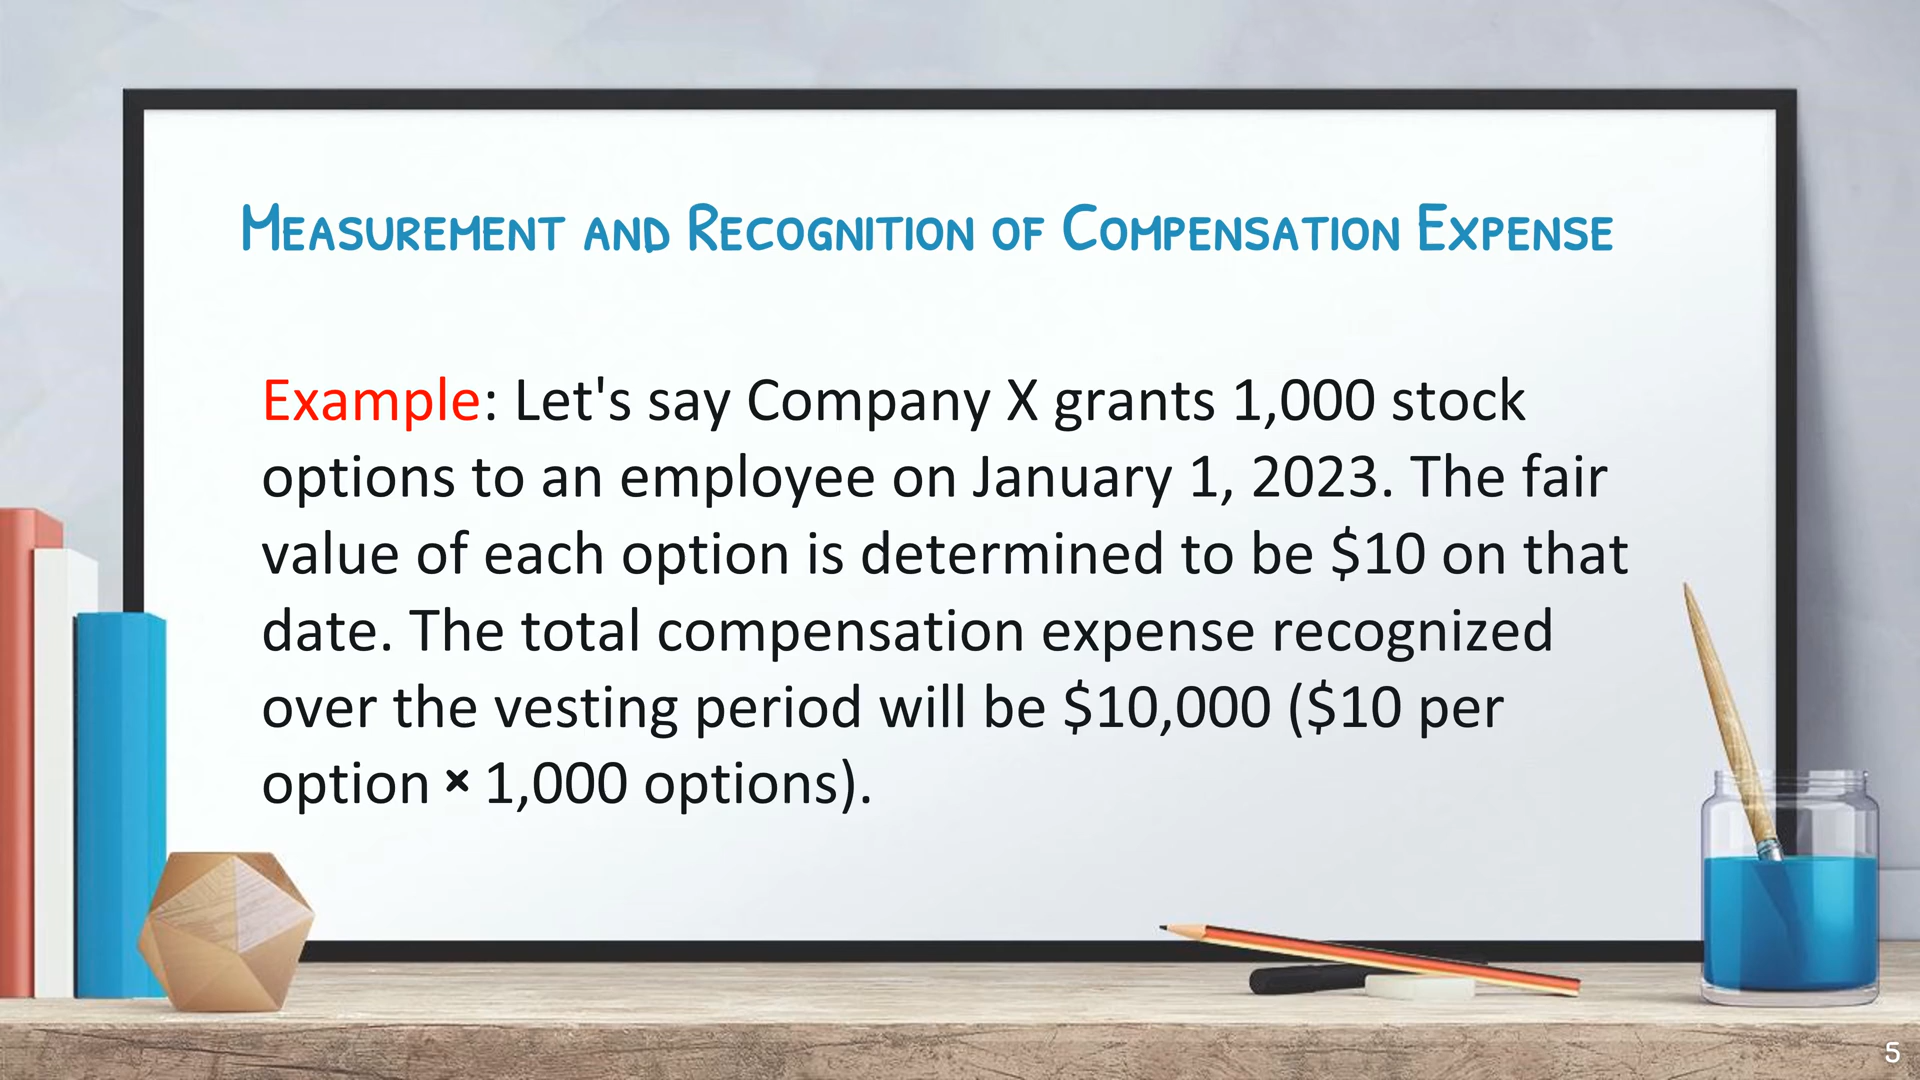 Measurement and Recognition of Compensation Expense
Example: Let's say Company X grants 1,000 stock
options to an employee on January 1, 2023. The fair
value of each option is determined to be $10 on that
date. The total compensation expense recognized
over the vesting period will be $10,000 ($10 per
option × 1,000 options).
5